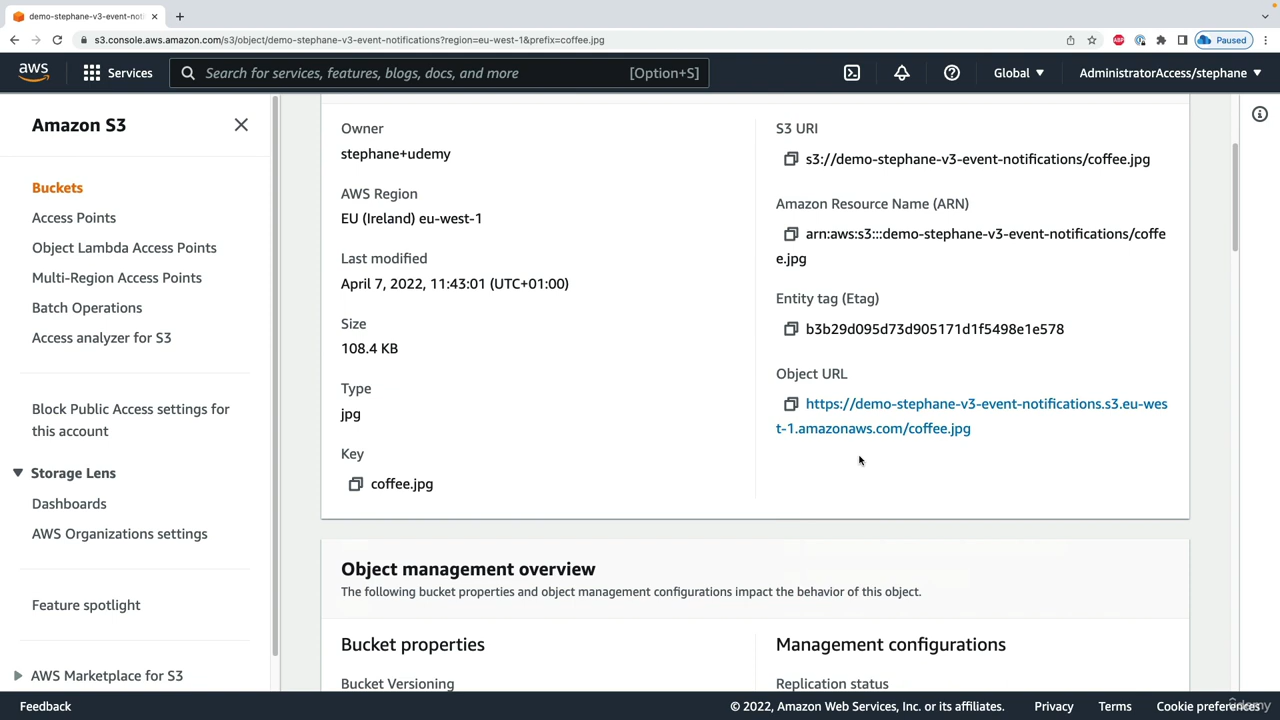 demo-stephane-v3-event-noti
s3.console.aws.amazon.com/s3/object/demo-stephane-v3-event-notifications?region=eu-west-1&prefix=coffee.jpg
ABP
Paused
aws
Services
Search for services, features, blogs, docs, and more
[Option+S]
Global
AdministratorAccess/stephane
Amazon S3
Buckets
Access Points
Object Lambda Access Points
Multi-Region Access Points
Batch Operations
Access analyzer for S3
Block Public Access settings for
this account
Storage Lens
Dashboards
AWS Organizations settings
Feature spotlight
AWS Marketplace for S3
Owner
stephane+udemy
AWS Region
EU (Ireland) eu-west-1
Last modified
April 7, 2022, 11:43:01 (UTC+01:00)
Size
108.4 KB
Type
jpg
Key
coffee.jpg
S3 URI
s3://demo-stephane-v3-event-notifications/coffee.jpg
Amazon Resource Name (ARN)
arn:aws:s3:::demo-stephane-v3-event-notifications/coffe
e.jpg
Entity tag (Etag)
b3b29d095d73d905171d1f5498e1e578
Object URL
https://demo-stephane-v3-event-notifications.s3.eu-wes
t-1.amazonaws.com/coffee.jpg
Object management overview
The following bucket properties and object management configurations impact the behavior of this object.
Bucket properties
Bucket Versioning
Management configurations
Replication status
Feedback
© 2022, Amazon Web Services, Inc. or its affiliates.
Privacy
Terms
Cookie preferences
Udemy